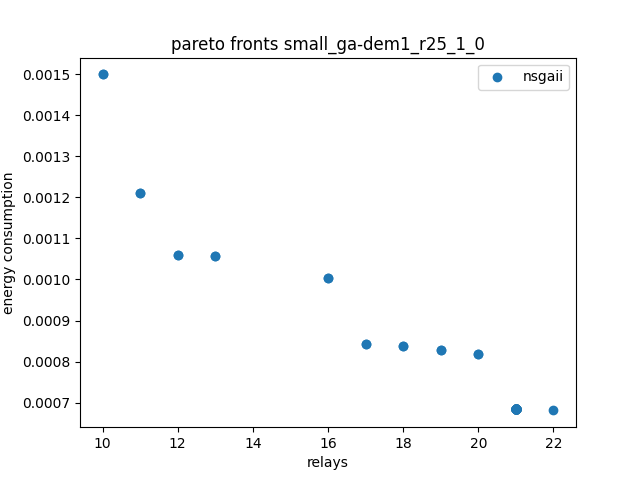 pareto fronts small_ga-dem1_r25_1_0
nsgaii
energy consumption
0.0015
0.0014
0.0013
0.0012
0.0011
0.0010
0.0009
0.0008
0.0007
10 12 14 16 18 20 22
relays